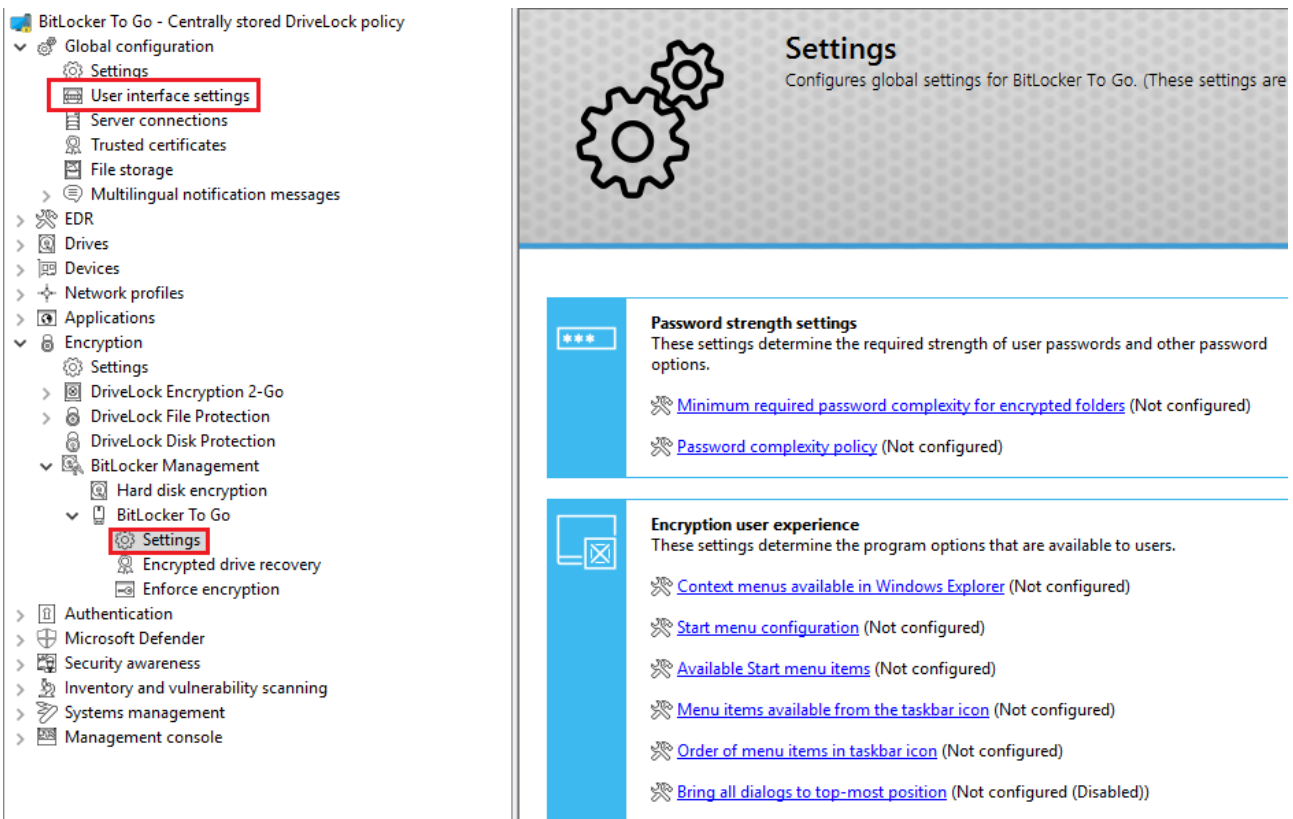 BitLocker To Go - Centrally stored DriveLock policy
Global configuration
Settings
User interface settings
Server connections
Trusted certificates
File storage
Multilingual notification messages
EDR
Drives
Devices
Network profiles
Applications
Encryption
Settings
DriveLock Encryption 2-Go
DriveLock File Protection
DriveLock Disk Protection
BitLocker Management
Hard disk encryption
BitLocker To Go
Settings
Encrypted drive recovery
Enforce encryption
Authentication
Microsoft Defender
Security awareness
Inventory and vulnerability scanning
Systems management
Management console
Settings
Configures global settings for BitLocker To Go. (These settings are
***
Password strength settings
These settings determine the required strength of user passwords and other password
options.
Minimum required password complexity for encrypted folders (Not configured)
Password complexity policy (Not configured)
Encryption user experience
These settings determine the program options that are available to users.
Context menus available in Windows Explorer (Not configured)
Start menu configuration (Not configured)
Available Start menu items (Not configured)
Menu items available from the taskbar icon (Not configured)
Order of menu items in taskbar icon (Not configured)
Bring all dialogs to top-most position (Not configured (Disabled))